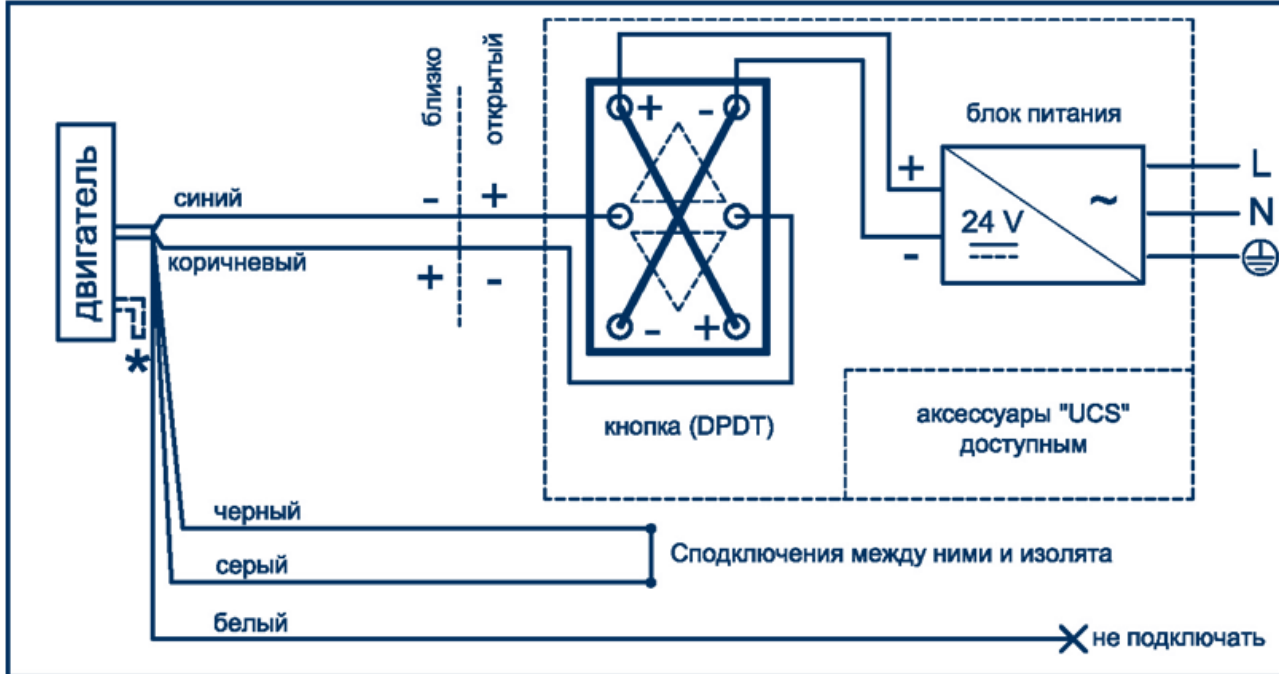 близко
открытый
блок питания
двигатель
синий
- +
коричневый
+ -
+ -
- +
+
-
24 V
~
L
N
*
кнопка (DPDT)
аксессуары "UCS"
доступным
черный
серый
Сподключения между ними и изолята
белый
не подключать